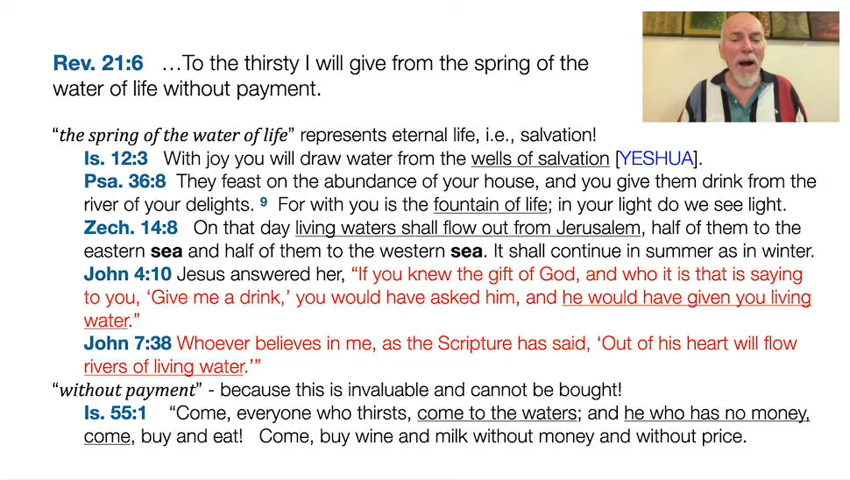 Rev. 21:6 …To the thirsty I will give from the spring of the
water of life without payment.
“the spring of the water of life” represents eternal life, i.e., salvation!
Is. 12:3 With joy you will draw water from the wells of salvation [YESHUA].
Psa. 36:8 They feast on the abundance of your house, and you give them drink from the
river of your delights. 9 For with you is the fountain of life; in your light do we see light.
Zech. 14:8 On that day living waters shall flow out from Jerusalem, half of them to the
eastern sea and half of them to the western sea. It shall continue in summer as in winter.
John 4:10 Jesus answered her, “If you knew the gift of God, and who it is that is saying
to you, ‘Give me a drink,’ you would have asked him, and he would have given you living
water.”
John 7:38 Whoever believes in me, as the Scripture has said, ‘Out of his heart will flow
rivers of living water.’”
“without payment” - because this is invaluable and cannot be bought!
Is. 55:1 “Come, everyone who thirsts, come to the waters; and he who has no money,
come, buy and eat! Come, buy wine and milk without money and without price.